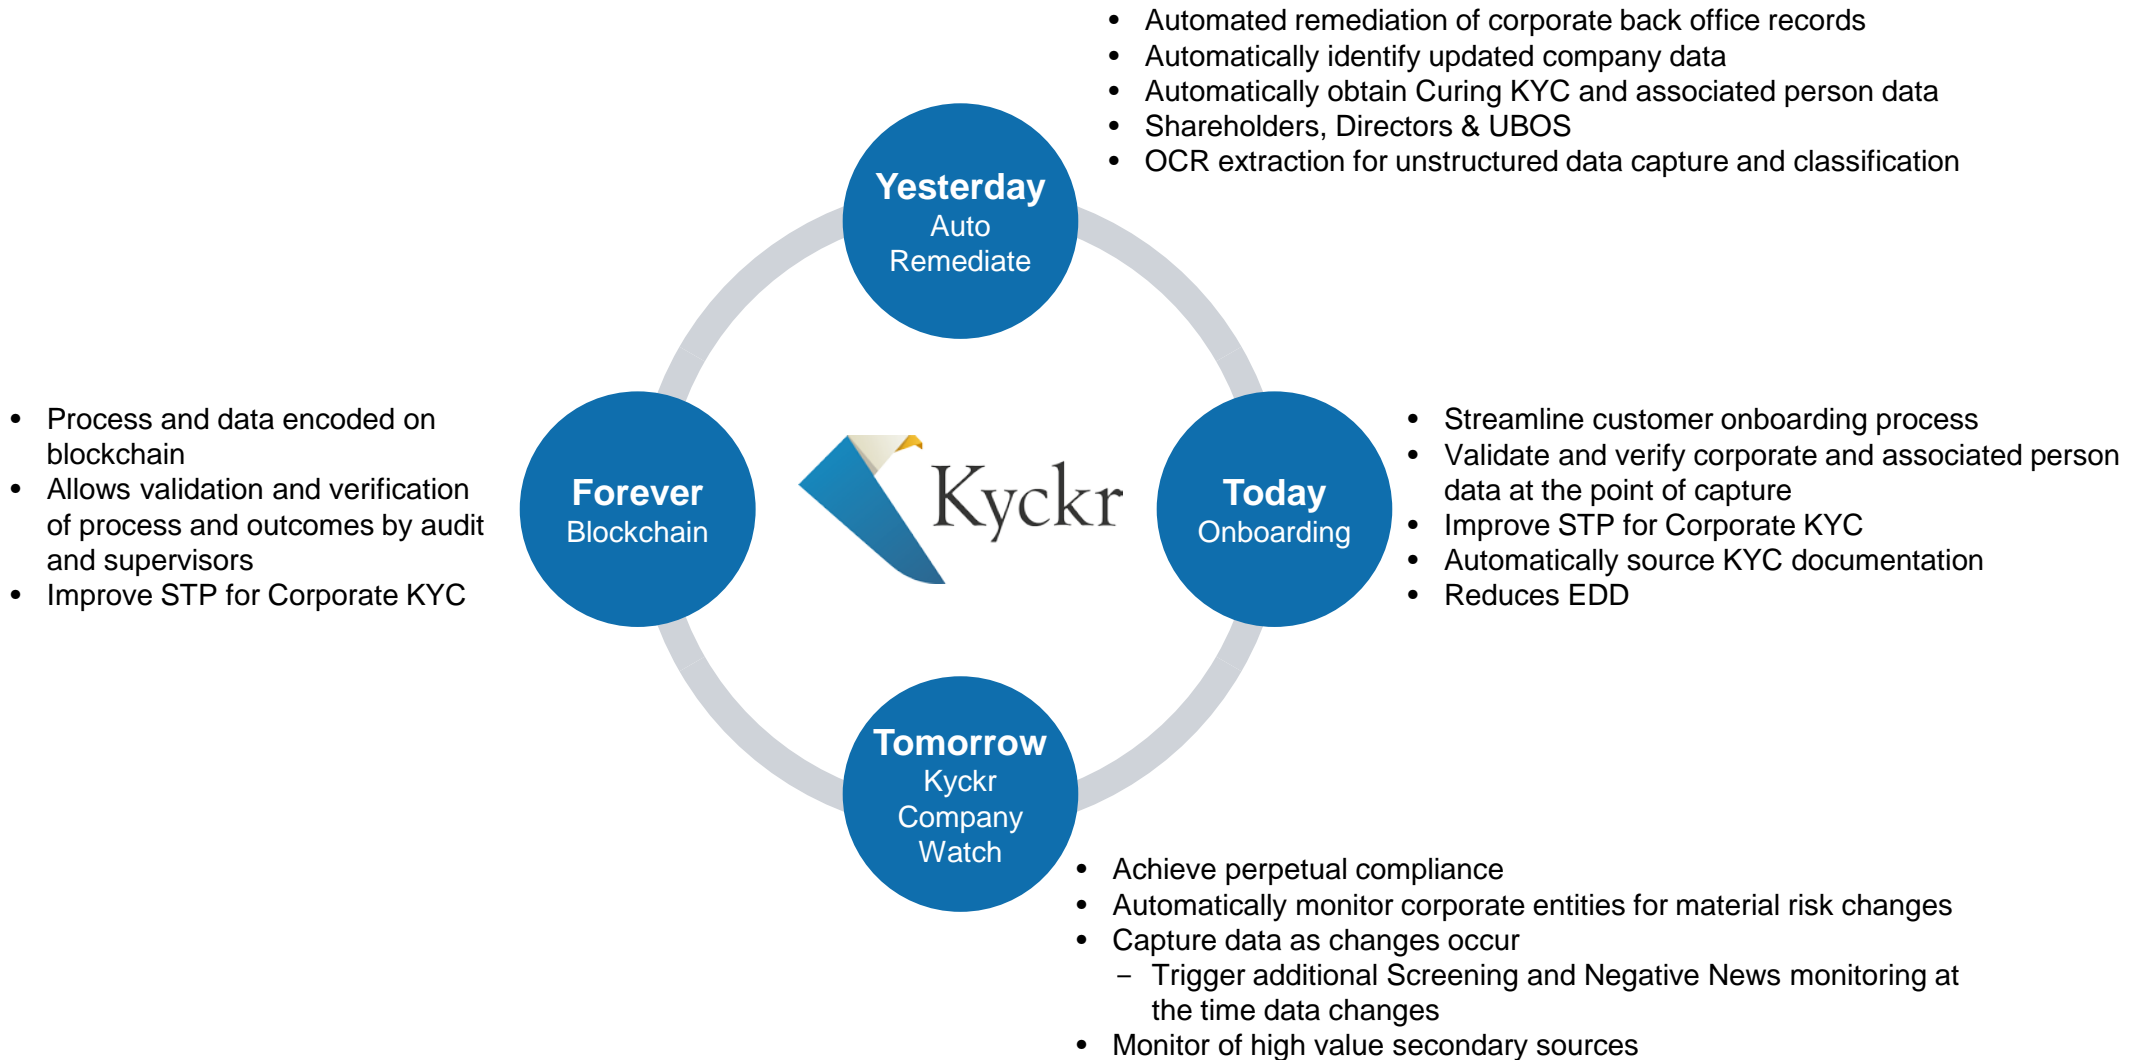 • Automated remediation of corporate back office records
• Automatically identify updated company data
• Automatically obtain Curing KYC and associated person data
• Shareholders, Directors & UBOS
• OCR extraction for unstructured data capture and classification
Yesterday
Auto
Remediate
• Process and data encoded on
blockchain
• Allows validation and verification
of process and outcomes by audit
and supervisors
• Improve STP for Corporate KYC
Forever
Blockchain
Kyckr
Today
Onboarding
• Streamline customer onboarding process
• Validate and verify corporate and associated person
data at the point of capture
• Improve STP for Corporate KYC
• Automatically source KYC documentation
• Reduces EDD
Tomorrow
Kyckr
Company
Watch
• Achieve perpetual compliance
• Automatically monitor corporate entities for material risk changes
• Capture data as changes occur
– Trigger additional Screening and Negative News monitoring at
the time data changes
• Monitor of high value secondary sources